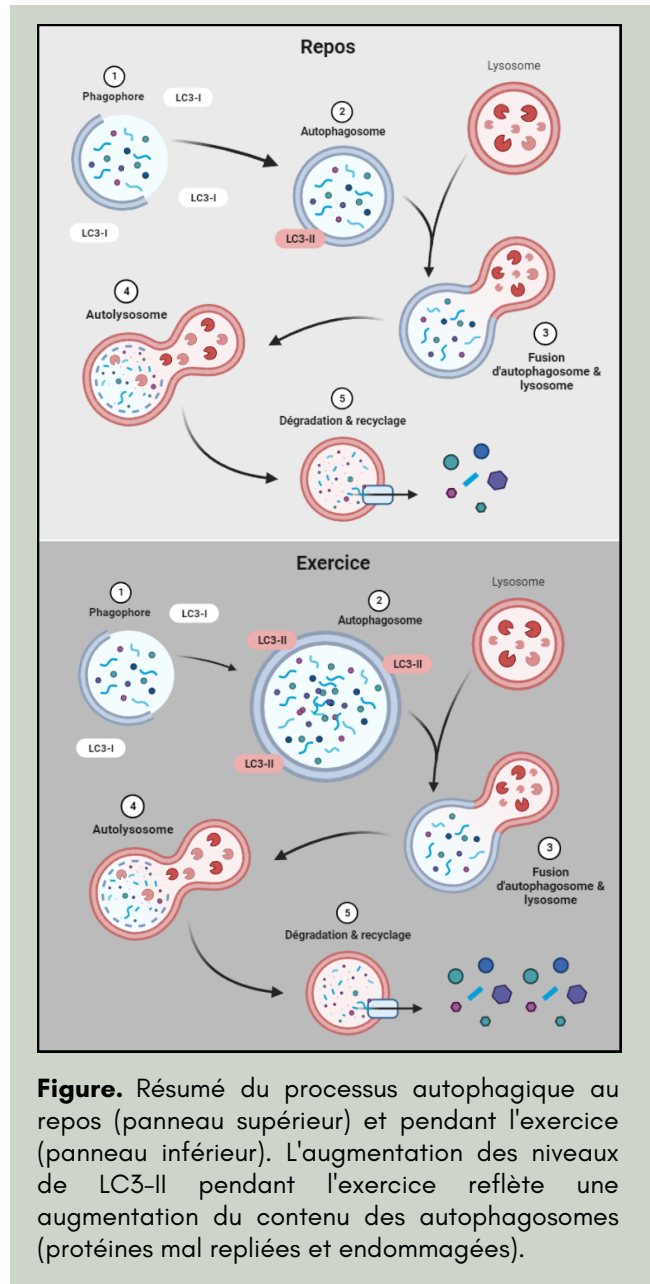 Repos
Lysosome
1
Phagophore
LC3-I
2
Autophagosome
LC3-I
LC3-I
LC3-II
4
Autolysosome
3
Fusion
d'autophagosome &
lysosome
5
Dégradation & recyclage
Exercice
Lysosome
1
Phagophore
LC3-I
2
Autophagosome
LC3-II
LC3-II
LC3-I
LC3-II
4
Autolysosome
3
Fusion
d'autophagosome &
lysosome
5
Dégradation & recyclage
Figure. Résumé du processus autophagique au
repos (panneau supérieur) et pendant l'exercice
(panneau inférieur). L'augmentation des niveaux
de LC3-II pendant l'exercice reflète une
augmentation du contenu des autophagosomes
(protéines mal repliées et endommagées).